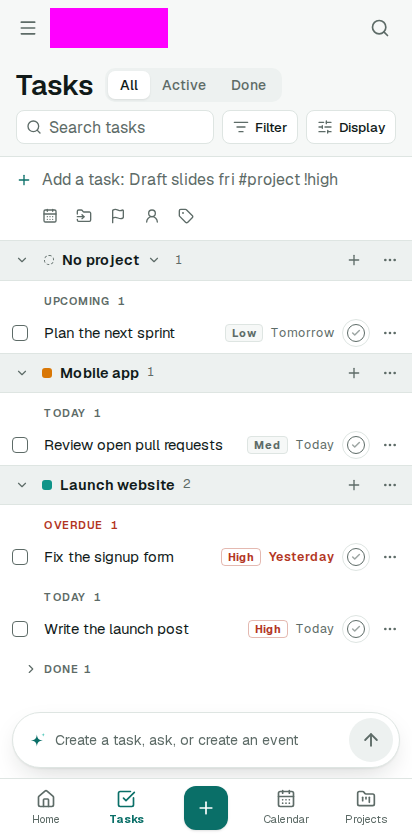 Tasks All Active Done
Search tasks Filter Display
Add a task: Draft slides fri #project !high
No project 1
UPCOMING 1
Plan the next sprint Low Tomorrow
Mobile app 1
TODAY 1
Review open pull requests Med Today
Launch website 2
OVERDUE 1
Fix the signup form High Yesterday
TODAY 1
Write the launch post High Today
DONE 1
Create a task, ask, or create an event
Home Tasks Calendar Projects